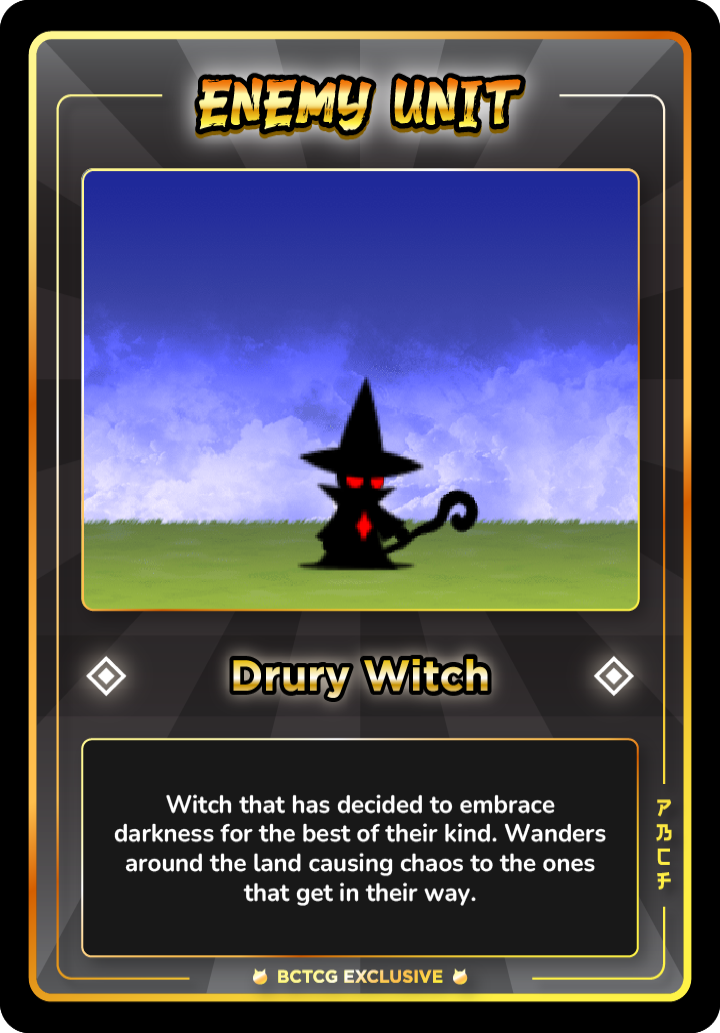 ENEMY UNIT
Drury Witch
Witch that has decided to embrace
darkness for the best of their kind. Wanders
around the land causing chaos to the ones
that get in their way.
ア
乃
匚
チ
BCTCG EXCLUSIVE